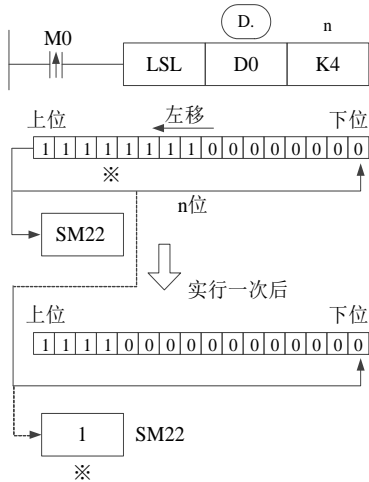 D. n
M0
LSL D0 K4
上位 左移 下位
1 1 1 1 1 1 1 1 0 0 0 0 0 0 0 0
※
n位
SM22
实行一次后
上位 下位
1 1 1 1 0 0 0 0 0 0 0 0 0 0 0 0
1 SM22
※